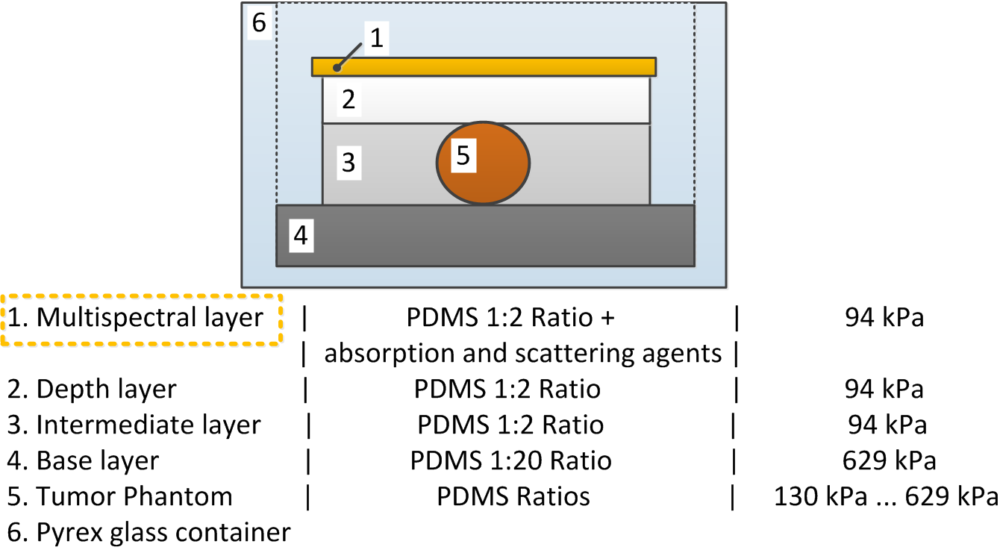 6
1
2
3
5
4
1. Multispectral layer | PDMS 1:2 Ratio + | 94 kPa
| absorption and scattering agents |
2. Depth layer | PDMS 1:2 Ratio | 94 kPa
3. Intermediate layer | PDMS 1:2 Ratio | 94 kPa
4. Base layer | PDMS 1:20 Ratio | 629 kPa
5. Tumor Phantom | PDMS Ratios | 130 kPa ... 629 kPa
6. Pyrex glass container